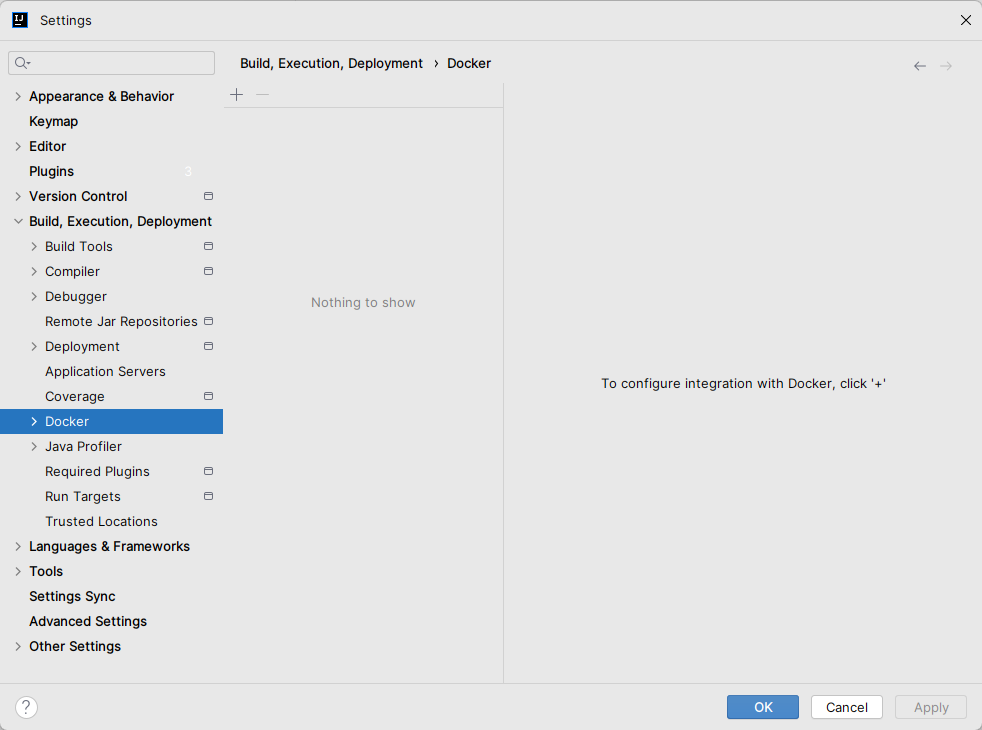 Settings
Build, Execution, Deployment › Docker
Appearance & Behavior
Keymap
Editor
Plugins 3
Version Control
Build, Execution, Deployment
Build Tools
Compiler
Debugger
Remote Jar Repositories
Deployment
Application Servers
Coverage
Docker
Java Profiler
Required Plugins
Run Targets
Trusted Locations
Languages & Frameworks
Tools
Settings Sync
Advanced Settings
Other Settings
Nothing to show
To configure integration with Docker, click '+'
?
OK
Cancel
Apply